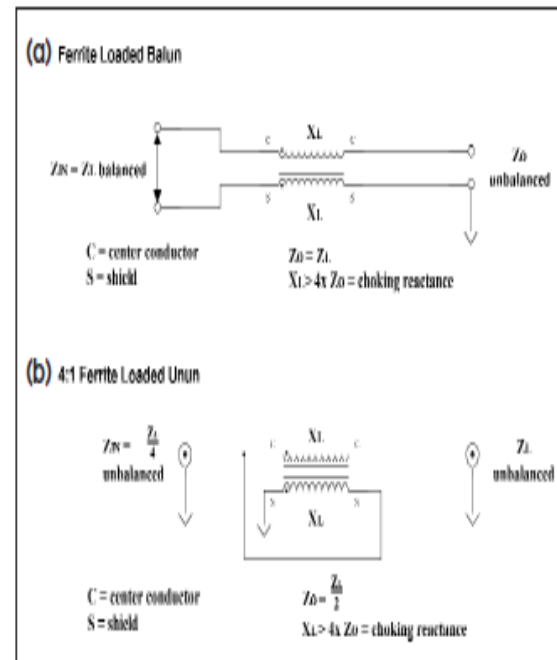 (a) Ferrite Loaded Balun
C XL C
ZIN = ZL balanced
ZO
unbalanced
S XL S
C = center conductor
S = shield
ZO = ZL
XL > 4x ZO = choking reactance
(b) 4:1 Ferrite Loaded Unun
ZIN = ZL/4
unbalanced
C XL C
ZL
unbalanced
S XL S
C = center conductor
S = shield
ZO = ZL/2
XL > 4x ZO = choking reactance